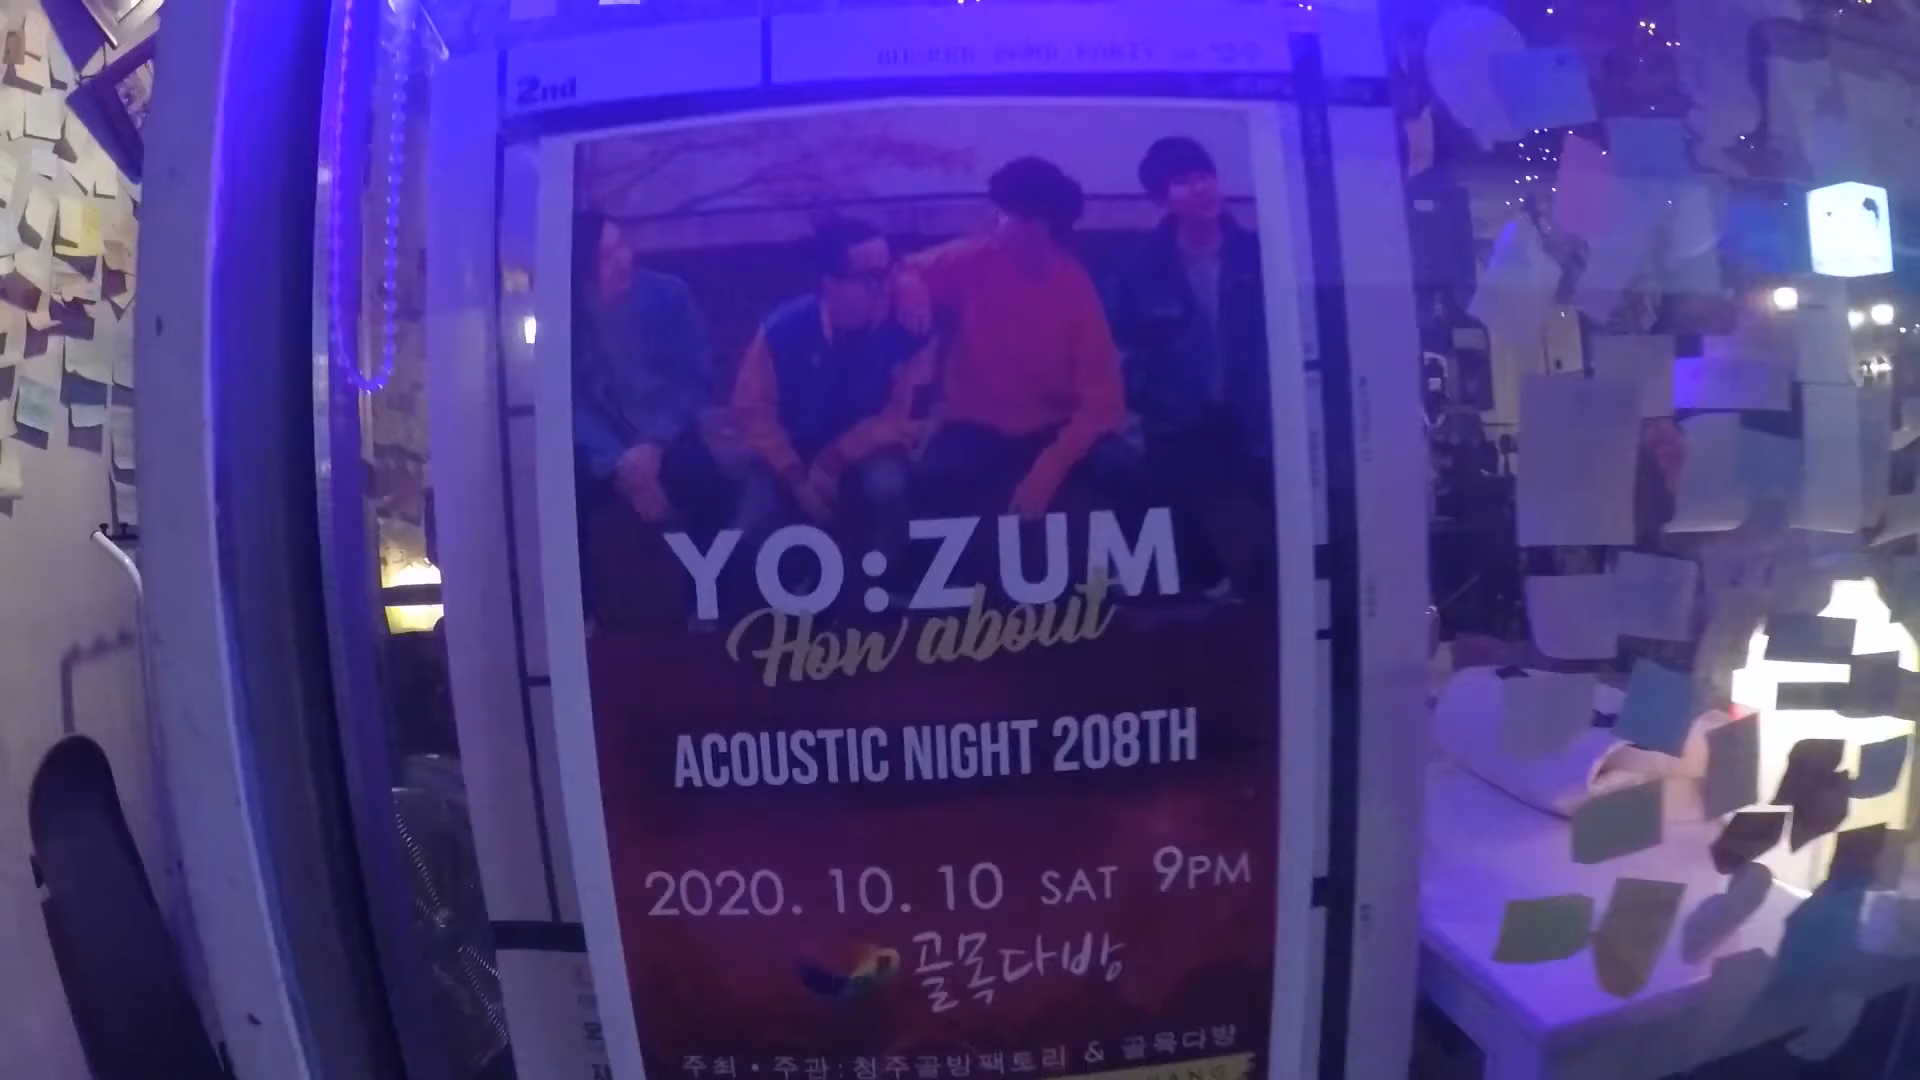 2nd
YO:ZUM
Hon about
ACOUSTIC NIGHT 208TH
2020. 10. 10 SAT 9PM
골목다방
주최 · 주관 : 청주골방팩토리 & 골목다방